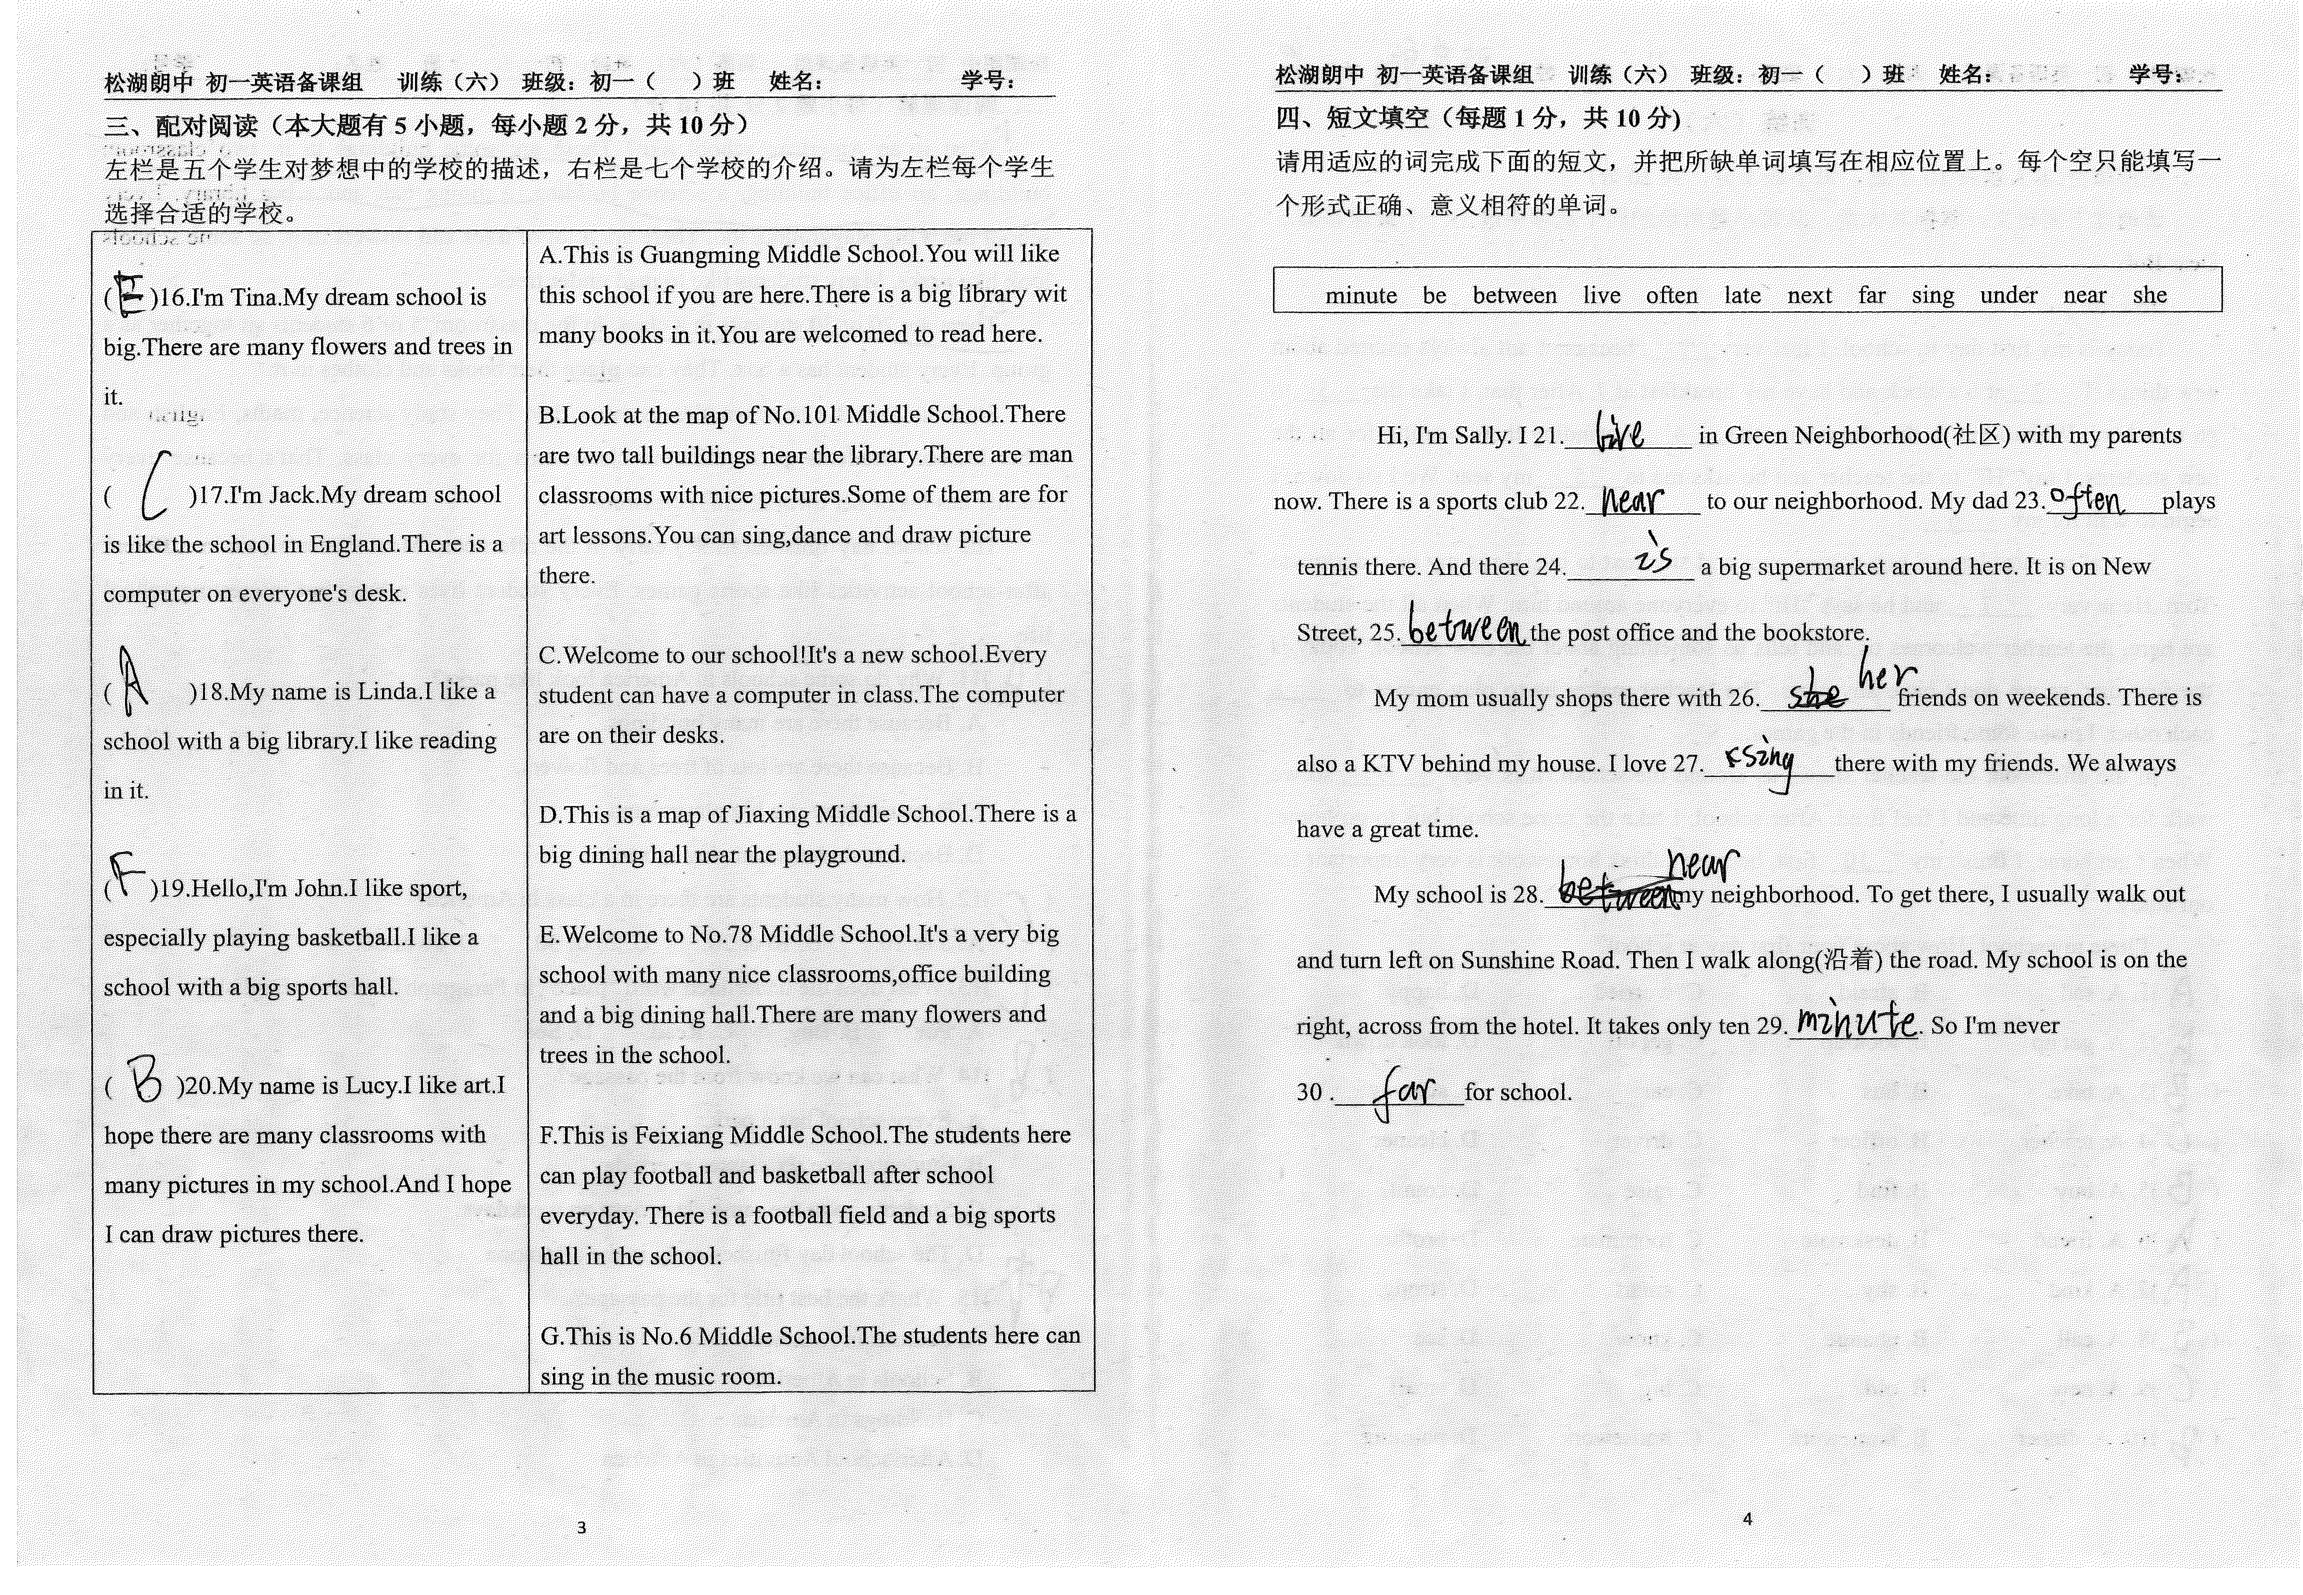 松湖朗中 初一英语备课组 训练（六） 班级：初一（ ）班 姓名： 学号：
三、配对阅读（本大题有 5 小题，每小题 2 分，共 10 分）
左栏是五个学生对梦想中的学校的描述，右栏是七个学校的介绍。请为左栏每个学生
选择合适的学校。
(E)16.I'm Tina.My dream school is
big.There are many flowers and trees in
it.
( C )17.I'm Jack.My dream school
is like the school in England.There is a
computer on everyone's desk.
( A )18.My name is Linda.I like a
school with a big library.I like reading
in it.
(F)19.Hello,I'm John.I like sport,
especially playing basketball.I like a
school with a big sports hall.
( B )20.My name is Lucy.I like art.I
hope there are many classrooms with
many pictures in my school.And I hope
I can draw pictures there.
A.This is Guangming Middle School.You will like
this school if you are here.There is a big library wit
many books in it.You are welcomed to read here.
B.Look at the map of No.101 Middle School.There
are two tall buildings near the library.There are man
classrooms with nice pictures.Some of them are for
art lessons.You can sing,dance and draw picture
there.
C.Welcome to our school!It's a new school.Every
student can have a computer in class.The computer
are on their desks.
D.This is a map of Jiaxing Middle School.There is a
big dining hall near the playground.
E.Welcome to No.78 Middle School.It's a very big
school with many nice classrooms,office building
and a big dining hall.There are many flowers and
trees in the school.
F.This is Feixiang Middle School.The students here
can play football and basketball after school
everyday. There is a football field and a big sports
hall in the school.
G.This is No.6 Middle School.The students here can
sing in the music room.
3
松湖朗中 初一英语备课组 训练（六） 班级：初一（ ）班 姓名： 学号：
四、短文填空（每题 1 分，共 10 分)
请用适应的词完成下面的短文，并把所缺单词填写在相应位置上。每个空只能填写一
个形式正确、意义相符的单词。
minute be between live often late next far sing under near she
Hi, I'm Sally. I 21. live in Green Neighborhood(社区) with my parents
now. There is a sports club 22. near to our neighborhood. My dad 23. often plays
tennis there. And there 24. is a big supermarket around here. It is on New
Street, 25. between the post office and the bookstore.
My mom usually shops there with 26. she her friends on weekends. There is
also a KTV behind my house. I love 27. sing there with my friends. We always
have a great time.
My school is 28. between near my neighborhood. To get there, I usually walk out
and turn left on Sunshine Road. Then I walk along(沿着) the road. My school is on the
right, across from the hotel. It takes only ten 29. minute. So I'm never
30 . far for school.
4